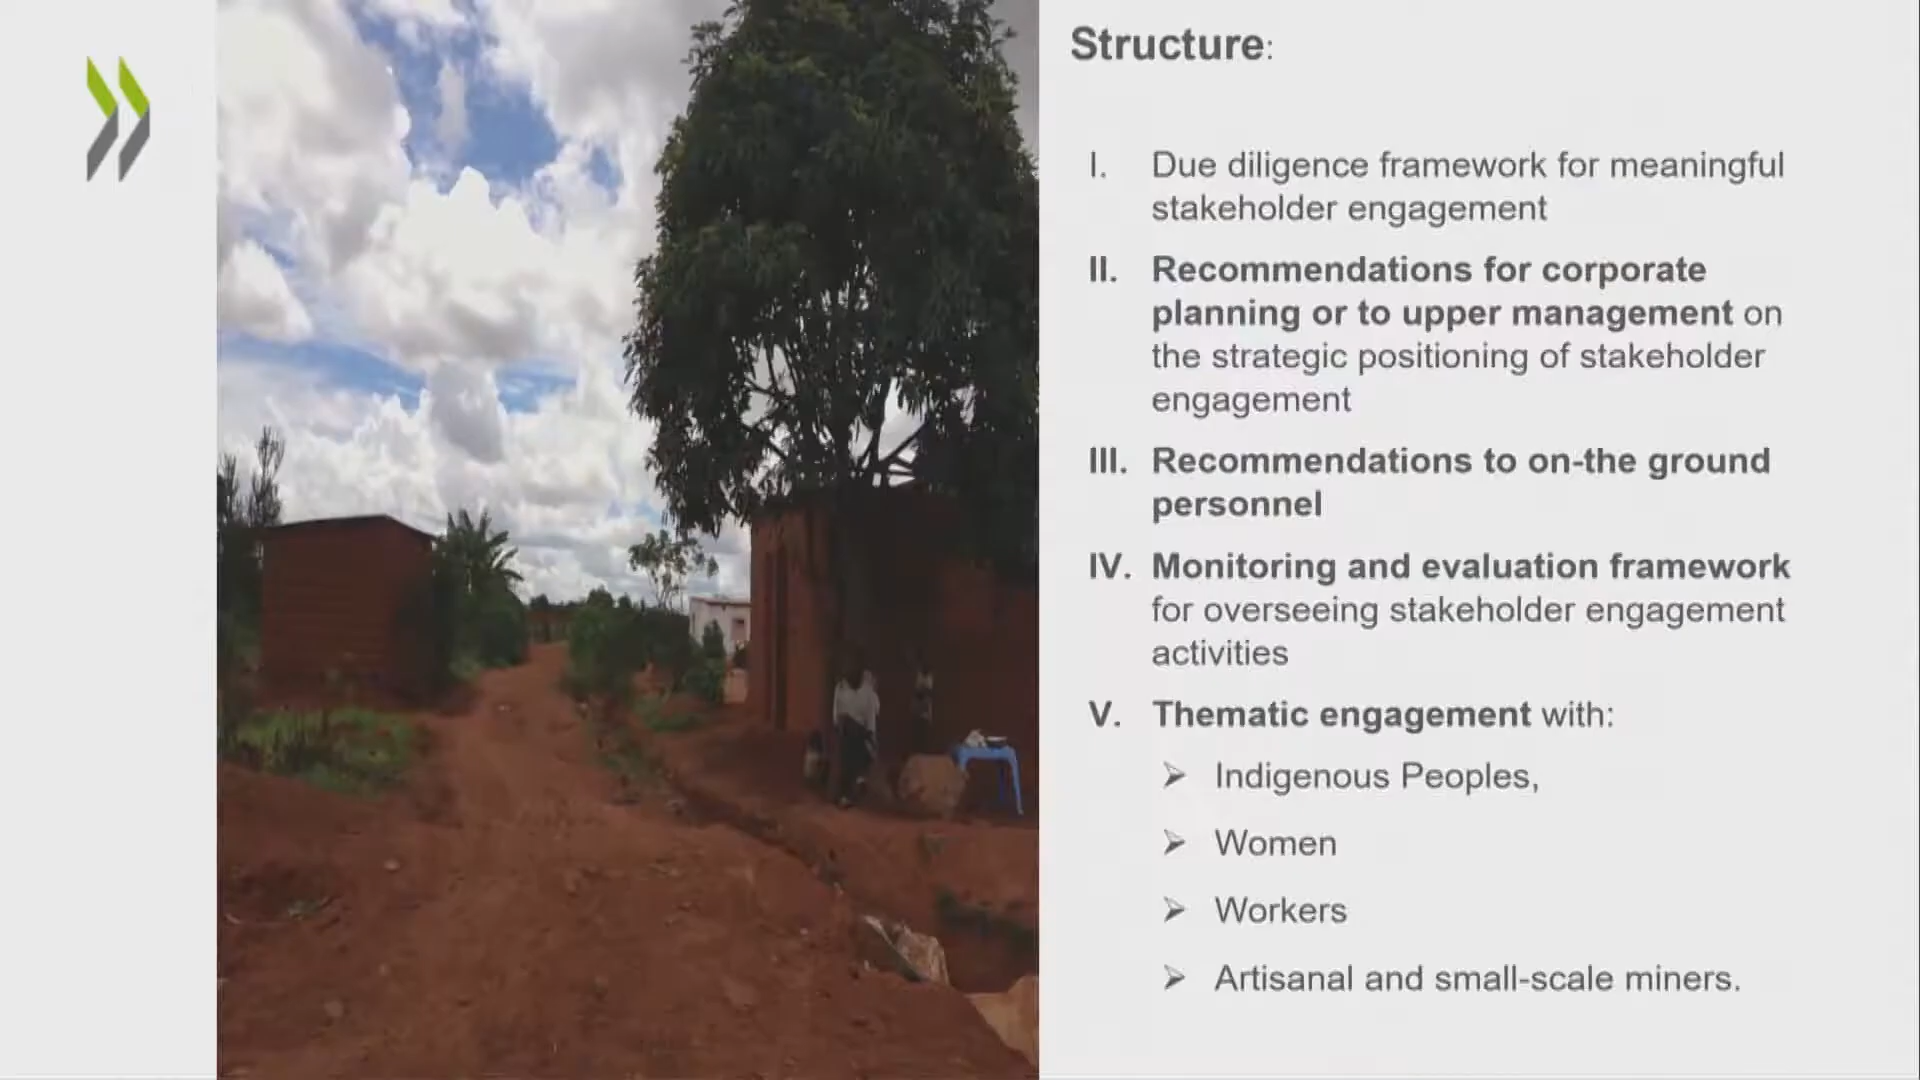 Structure:
I. Due diligence framework for meaningful
stakeholder engagement
II. Recommendations for corporate
planning or to upper management on
the strategic positioning of stakeholder
engagement
III. Recommendations to on-the ground
personnel
IV. Monitoring and evaluation framework
for overseeing stakeholder engagement
activities
V. Thematic engagement with:
➢ Indigenous Peoples,
➢ Women
➢ Workers
➢ Artisanal and small-scale miners.